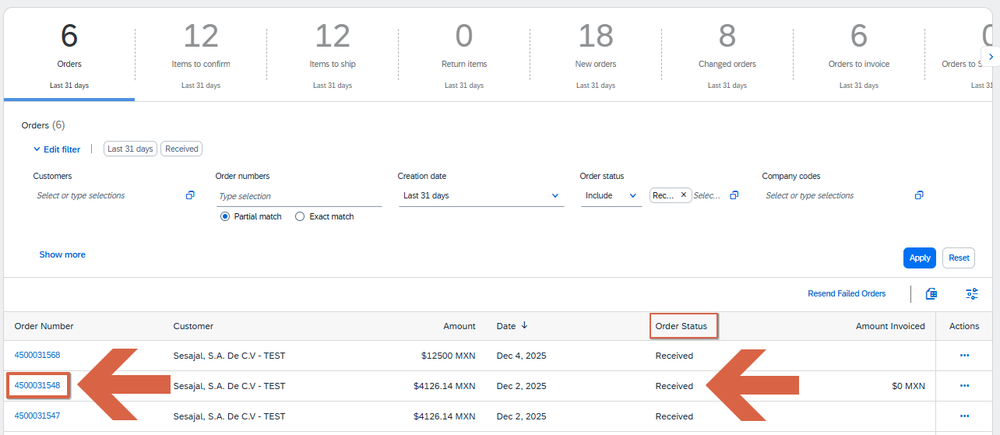 6 12 12 0 18 8 6
Orders Items to confirm Items to ship Return items New orders Changed orders Orders to invoice Orders to
Last 31 days Last 31 days Last 31 days Last 31 days Last 31 days Last 31 days Last 31 days Last
Orders (6)
Edit filter Last 31 days Received
Customers Order numbers Creation date Order status Company codes
Select or type selections Type selection Last 31 days Include Rec... × Selec... Select or type selections
Partial match Exact match
Show more
Apply Reset
Resend Failed Orders
Order Number Customer Amount Date ↓ Order Status Amount Invoiced Actions
4500031568 Sesajal, S.A. De C.V - TEST $12500 MXN Dec 4, 2025 Received ...
4500031548 Sesajal, S.A. De C.V - TEST $4126.14 MXN Dec 2, 2025 Received $0 MXN ...
4500031547 Sesajal, S.A. De C.V - TEST $4126.14 MXN Dec 2, 2025 Received ...